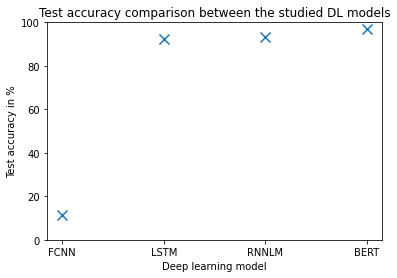 Test accuracy comparison between the studied DL models
100
80
60
40
20
0
Test accuracy in %
FCNN LSTM RNNLM BERT
Deep learning model